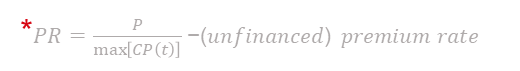 *PR = P / max[CP(t)] −(unfinanced) premium rate